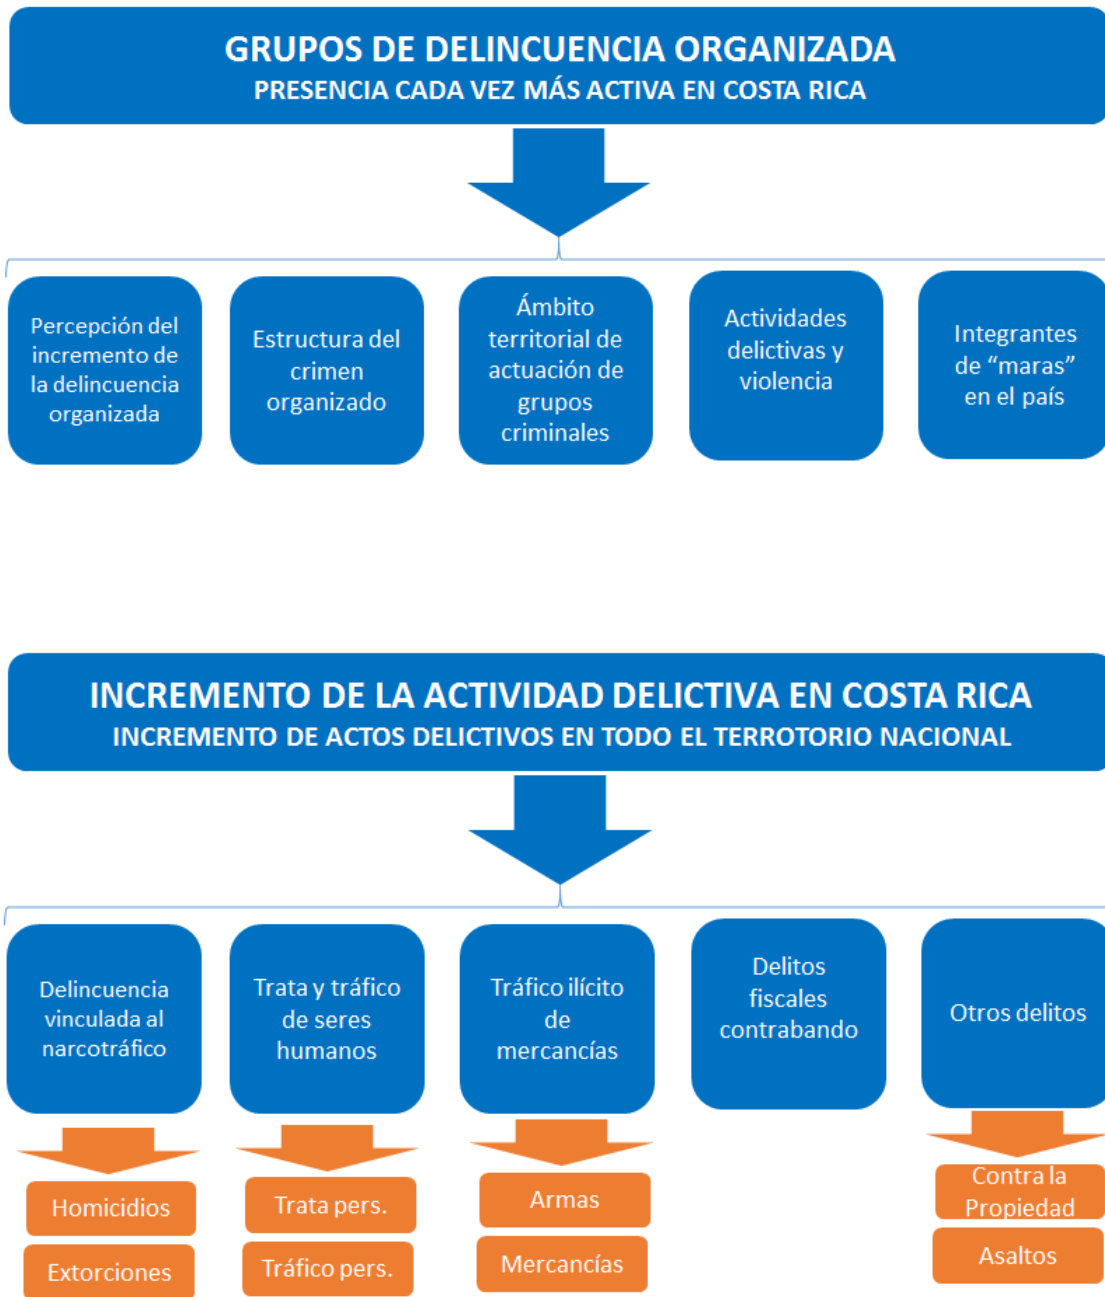 GRUPOS DE DELINCUENCIA ORGANIZADA
PRESENCIA CADA VEZ MÁS ACTIVA EN COSTA RICA
Percepción del
incremento de
la delincuencia
organizada
Estructura del
crimen
organizado
Ámbito
territorial de
actuación de
grupos
criminales
Actividades
delictivas y
violencia
Integrantes
de “maras”
en el país
INCREMENTO DE LA ACTIVIDAD DELICTIVA EN COSTA RICA
INCREMENTO DE ACTOS DELICTIVOS EN TODO EL TERROTORIO NACIONAL
Delincuencia
vinculada al
narcotráfico
Trata y tráfico
de seres
humanos
Tráfico ilícito
de
mercancías
Delitos
fiscales
contrabando
Otros delitos
Homicidios
Extorciones
Trata pers.
Tráfico pers.
Armas
Mercancías
Contra la
Propiedad
Asaltos